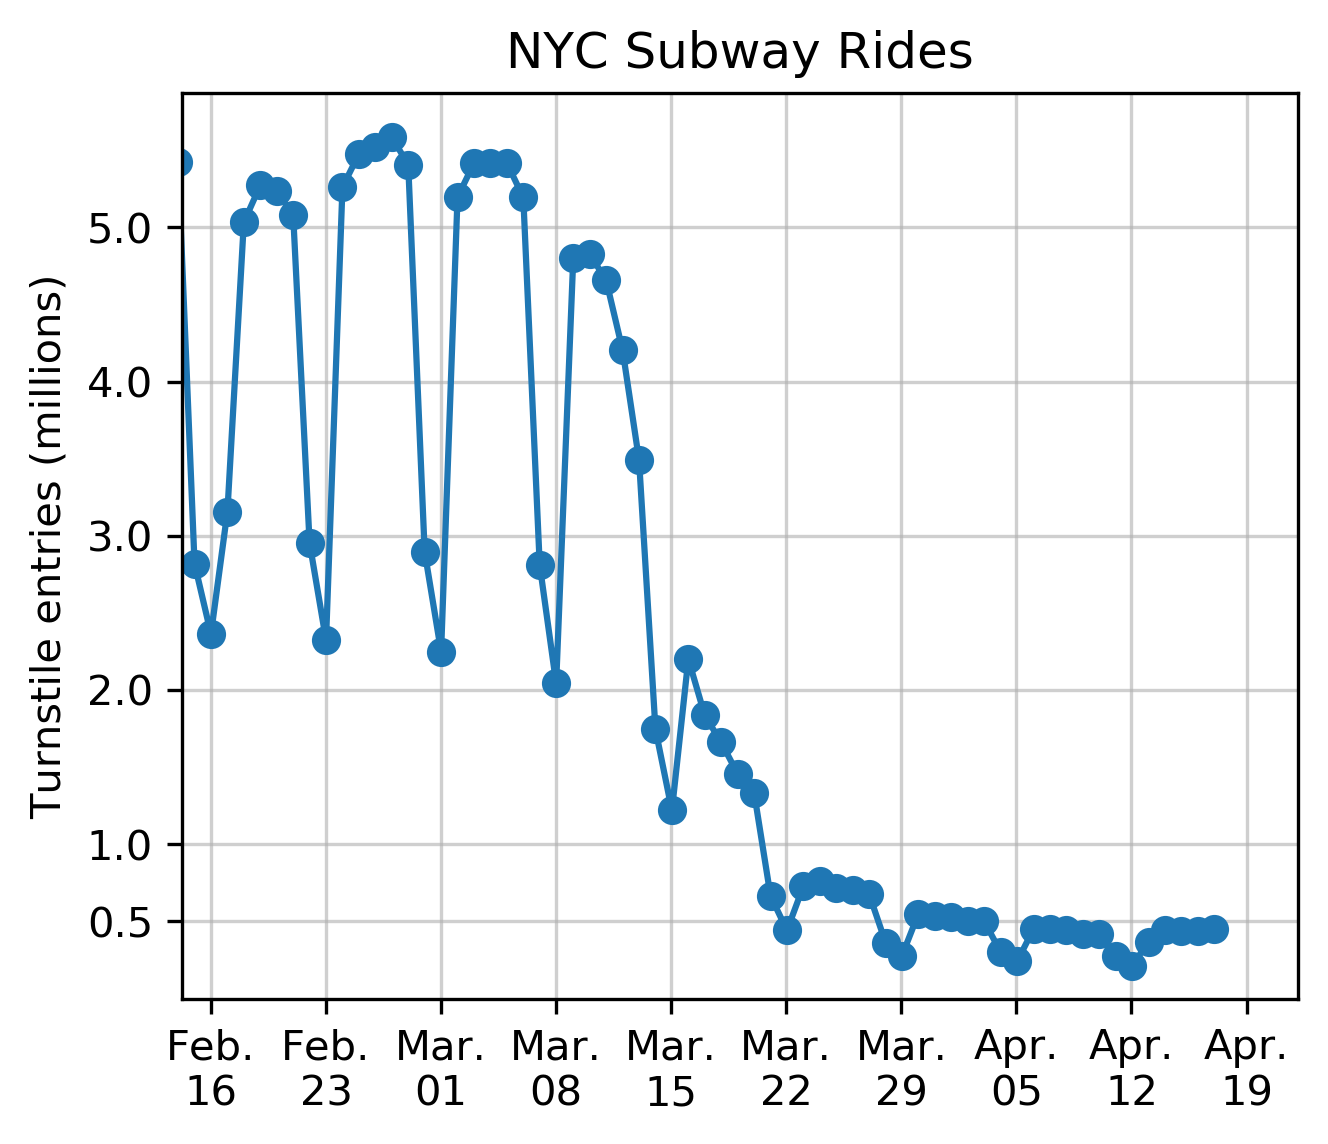 NYC Subway Rides
Turnstile entries (millions)
5.0
4.0
3.0
2.0
1.0
0.5
Feb. Feb. Mar. Mar. Mar. Mar. Mar. Apr. Apr. Apr.
16 23 01 08 15 22 29 05 12 19